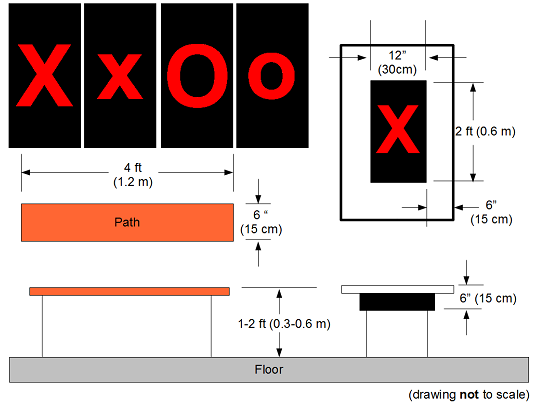 X x O o
12”
(30cm)
X
2 ft (0.6 m)
4 ft
(1.2 m)
6”
(15 cm)
Path
6 “
(15 cm)
6” (15 cm)
1-2 ft (0.3-0.6 m)
Floor
(drawing not to scale)